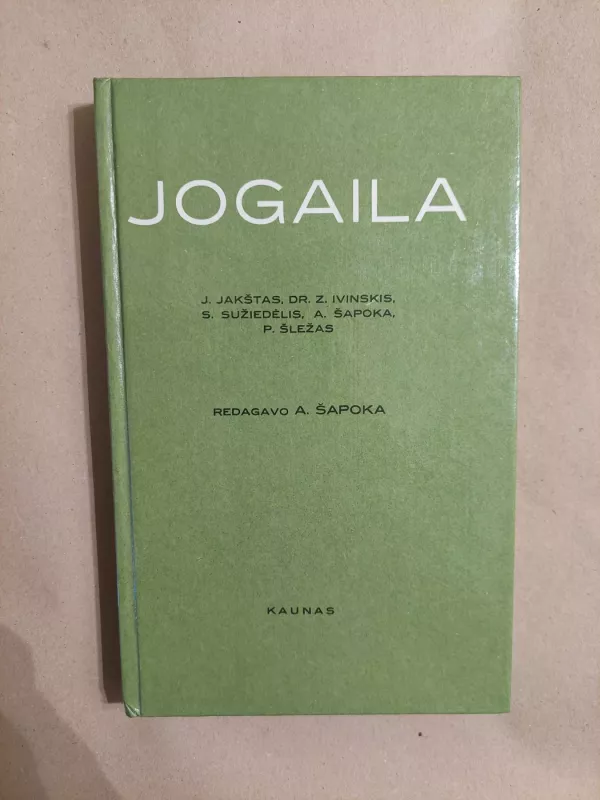 JOGAILA
J. JAKŠTAS, DR. Z. IVINSKIS,
S. SUŽIEDĖLIS, A. ŠAPOKA,
P. ŠLEŽAS
REDAGAVO A. ŠAPOKA
KAUNAS